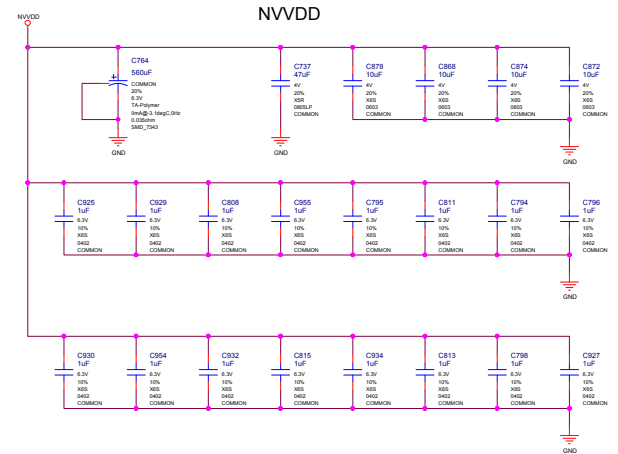 NVVDD
NVVDD
C764
560uF
COMMON
20%
6.3V
TA-Polymer
0mA@-3.1degC,0Hz
0.035ohm
SMD_7343
GND
C737
47uF
4V
20%
X5R
0805LP
COMMON
GND
C878
10uF
4V
20%
X6S
0603
COMMON
C868
10uF
4V
20%
X6S
0603
COMMON
C874
10uF
4V
20%
X6S
0603
COMMON
C872
10uF
4V
20%
X6S
0603
COMMON
GND
C925
1uF
6.3V
10%
X6S
0402
COMMON
C929
1uF
6.3V
10%
X6S
0402
COMMON
C808
1uF
6.3V
10%
X6S
0402
COMMON
C955
1uF
6.3V
10%
X6S
0402
COMMON
C795
1uF
6.3V
10%
X6S
0402
COMMON
C811
1uF
6.3V
10%
X6S
0402
COMMON
C794
1uF
6.3V
10%
X6S
0402
COMMON
C796
1uF
6.3V
10%
X6S
0402
COMMON
GND
C930
1uF
6.3V
10%
X6S
0402
COMMON
C954
1uF
6.3V
10%
X6S
0402
COMMON
C932
1uF
6.3V
10%
X6S
0402
COMMON
C815
1uF
6.3V
10%
X6S
0402
COMMON
C934
1uF
6.3V
10%
X6S
0402
COMMON
C813
1uF
6.3V
10%
X6S
0402
COMMON
C798
1uF
6.3V
10%
X6S
0402
COMMON
C927
1uF
6.3V
10%
X6S
0402
COMMON
GND